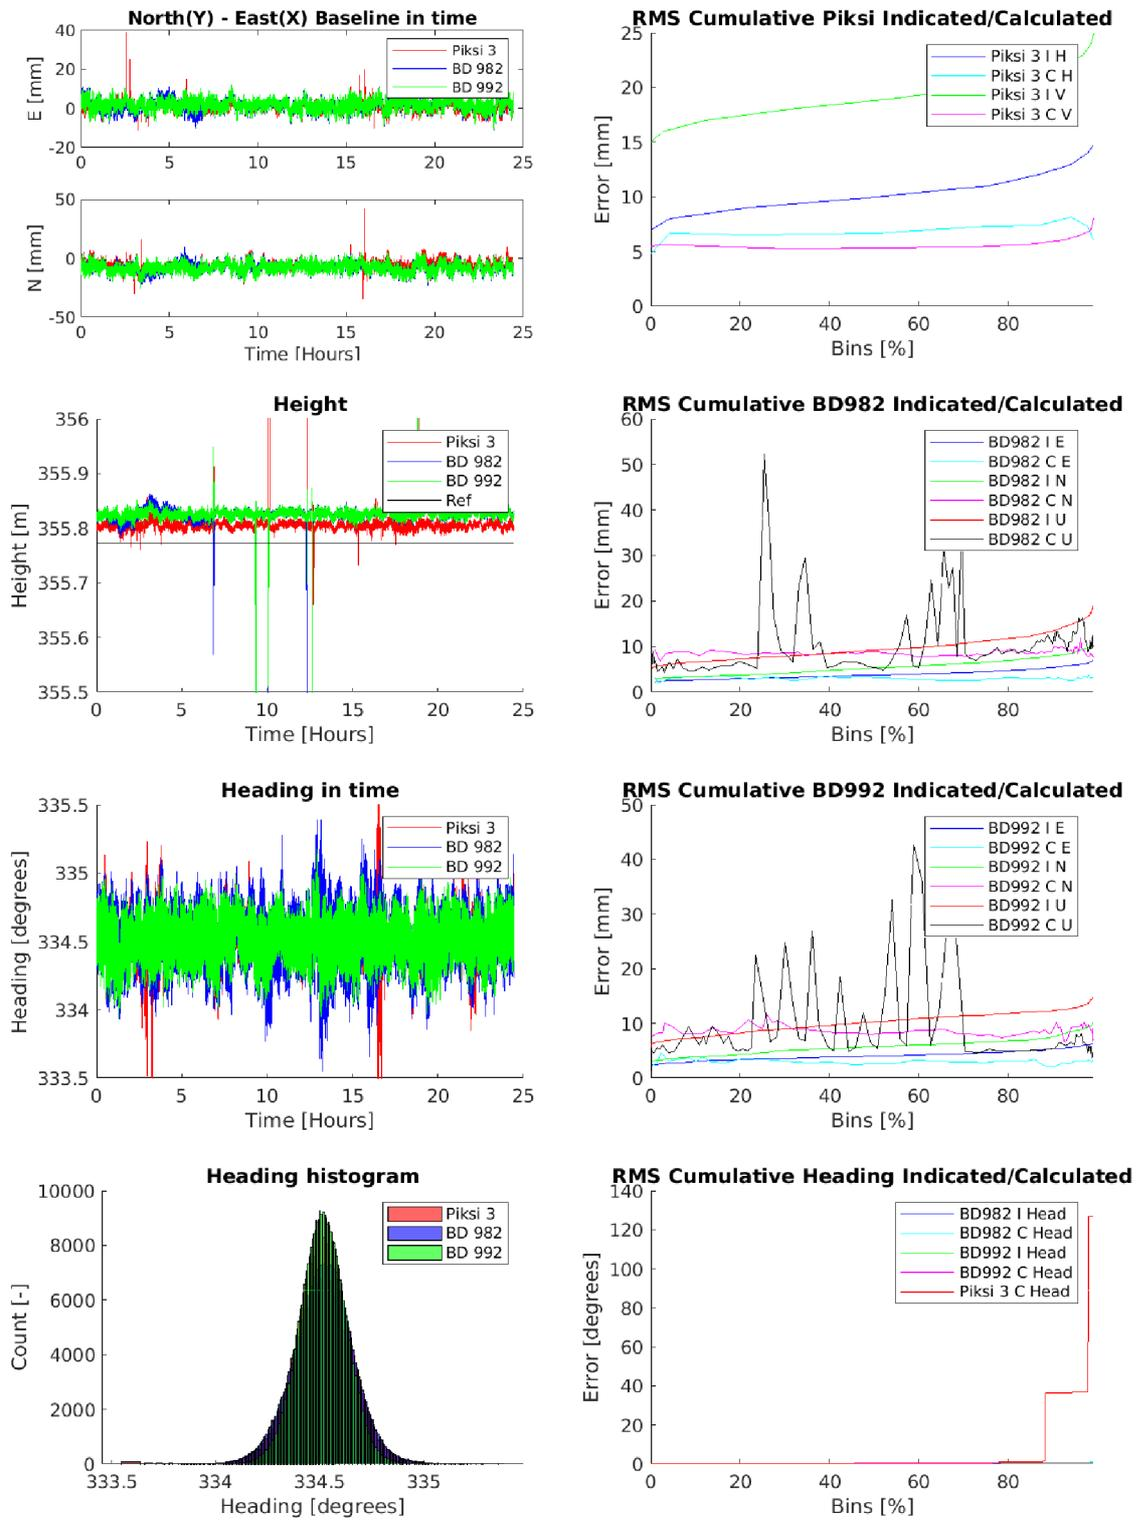 North(Y) - East(X) Baseline in time
E [mm]
40
20
0
-20
0 5 10 15 20 25
Piksi 3
BD 982
BD 992
N [mm]
50
0
-50
0 5 10 15 20 25
Time [Hours]
RMS Cumulative Piksi Indicated/Calculated
Error [mm]
25
20
15
10
5
0
0 20 40 60 80
Bins [%]
Piksi 3 I H
Piksi 3 C H
Piksi 3 I V
Piksi 3 C V
Height
Height [m]
356
355.9
355.8
355.7
355.6
355.5
0 5 10 15 20 25
Time [Hours]
Piksi 3
BD 982
BD 992
Ref
RMS Cumulative BD982 Indicated/Calculated
Error [mm]
60
50
40
30
20
10
0
0 20 40 60 80
Bins [%]
BD982 I E
BD982 C E
BD982 I N
BD982 C N
BD982 I U
BD982 C U
Heading in time
Heading [degrees]
335.5
335
334.5
334
333.5
0 5 10 15 20 25
Time [Hours]
Piksi 3
BD 982
BD 992
RMS Cumulative BD992 Indicated/Calculated
Error [mm]
50
40
30
20
10
0
0 20 40 60 80
Bins [%]
BD992 I E
BD992 C E
BD992 I N
BD992 C N
BD992 I U
BD992 C U
Heading histogram
Count [-]
10000
8000
6000
4000
2000
0
333.5 334 334.5 335
Heading [degrees]
Piksi 3
BD 982
BD 992
RMS Cumulative Heading Indicated/Calculated
Error [degrees]
140
120
100
80
60
40
20
0
0 20 40 60 80
Bins [%]
BD982 I Head
BD982 C Head
BD992 I Head
BD992 C Head
Piksi 3 C Head